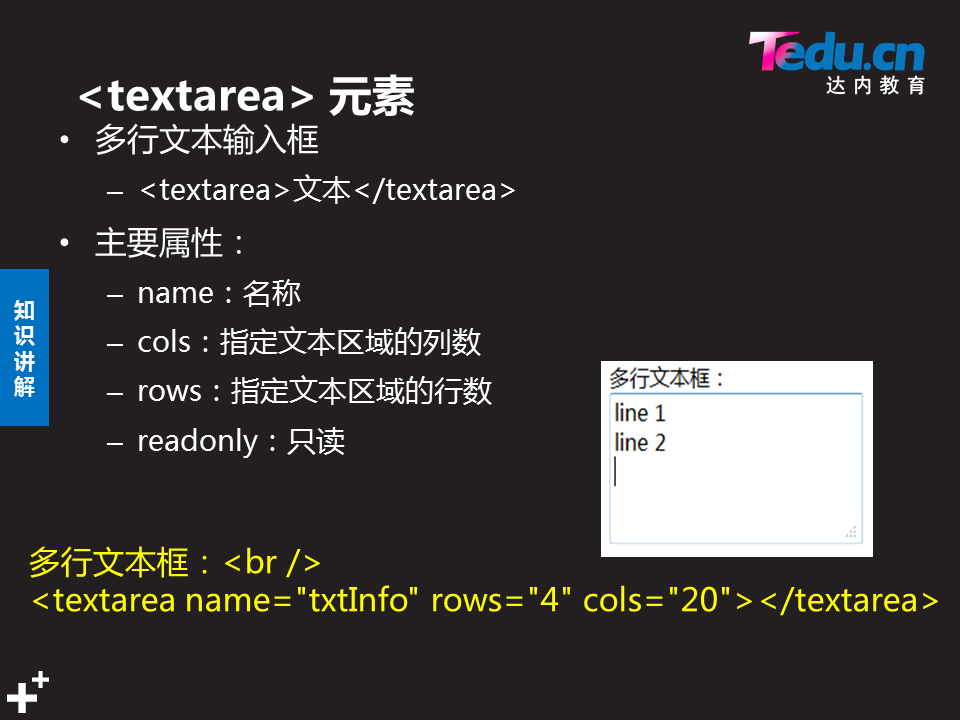 Tedu.cn
达内教育
<textarea> 元素
• 多行文本输入框
– <textarea>文本</textarea>
• 主要属性：
– name：名称
– cols：指定文本区域的列数
– rows：指定文本区域的行数
– readonly：只读
知识讲解
多行文本框：
line 1
line 2
多行文本框：<br />
<textarea name="txtInfo" rows="4" cols="20"></textarea>